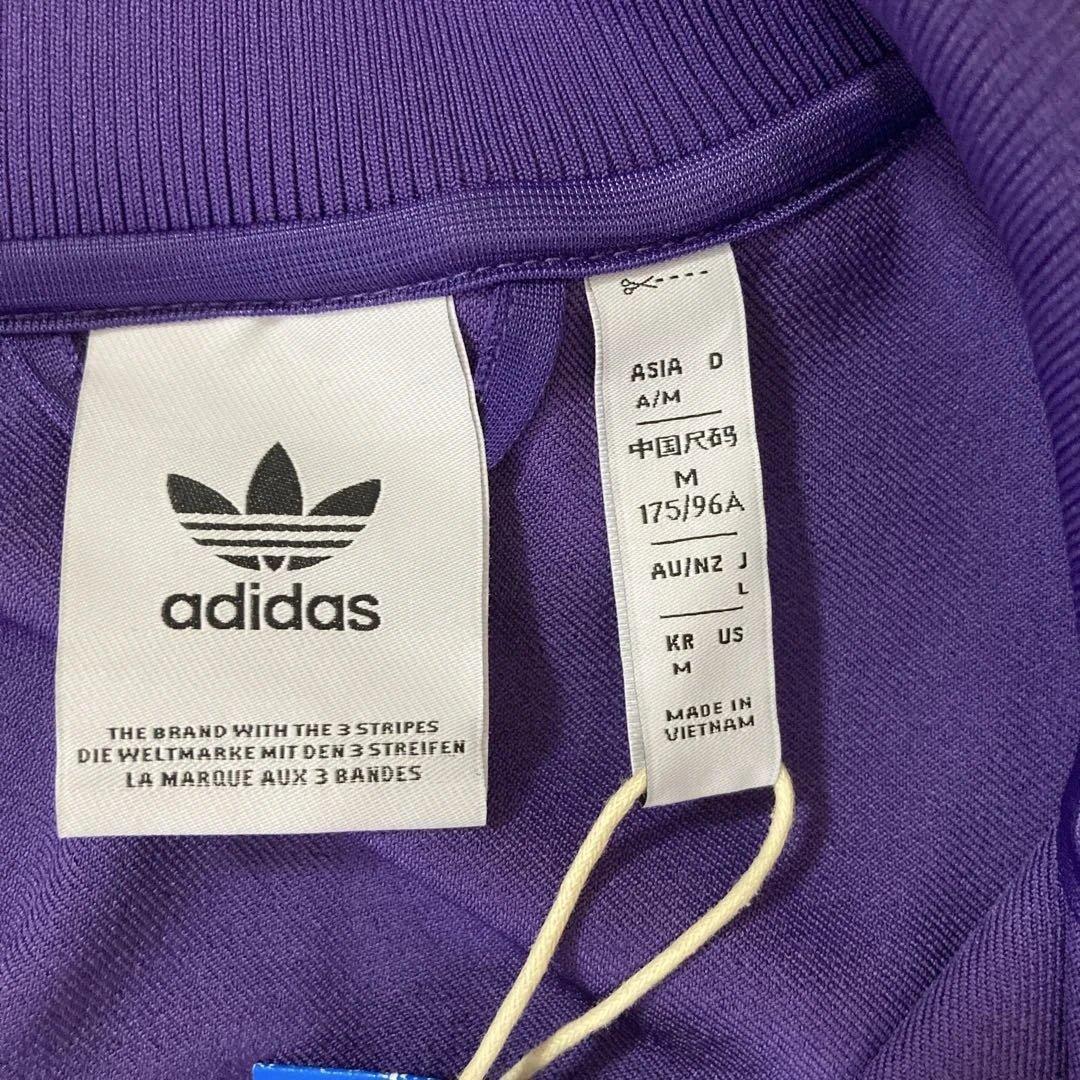 adidas
THE BRAND WITH THE 3 STRIPES
DIE WELTMARKE MIT DEN 3 STREIFEN
LA MARQUE AUX 3 BANDES
ASIA D
A/M
中国尺码
M
175/96A
AU/NZ J
L
KR US
M
MADE IN
VIETNAM